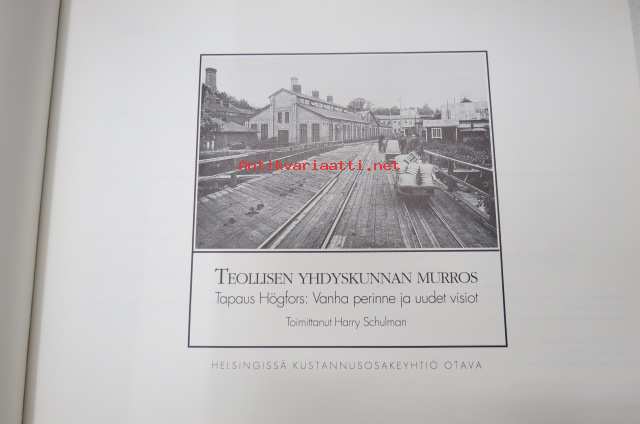 Antikvariaatti.net
TEOLLISEN YHDYSKUNNAN MURROS
Tapaus Högfors: Vanha perinne ja uudet visiot
Toimittanut Harry Schulman
HELSINGISSÄ KUSTANNUSOSAKEYHTIÖ OTAVA